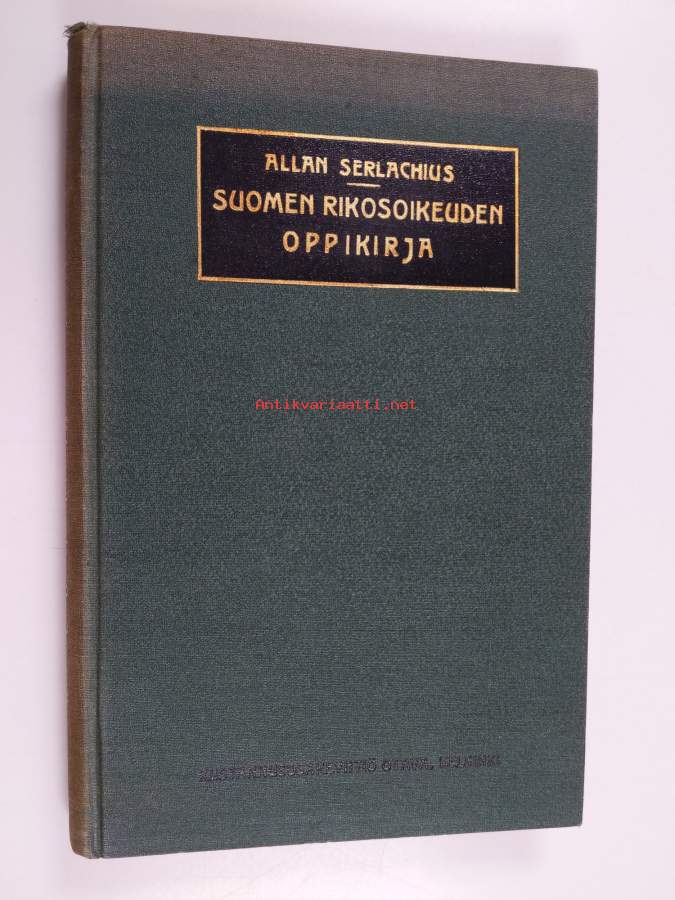 ALLAN SERLACHIUS
SUOMEN RIKOSOIKEUDEN
OPPIKIRJA
Antikvariaatti.net
KUSTANNUSOSAKEYHTIÖ OTAVA, HELSINKI